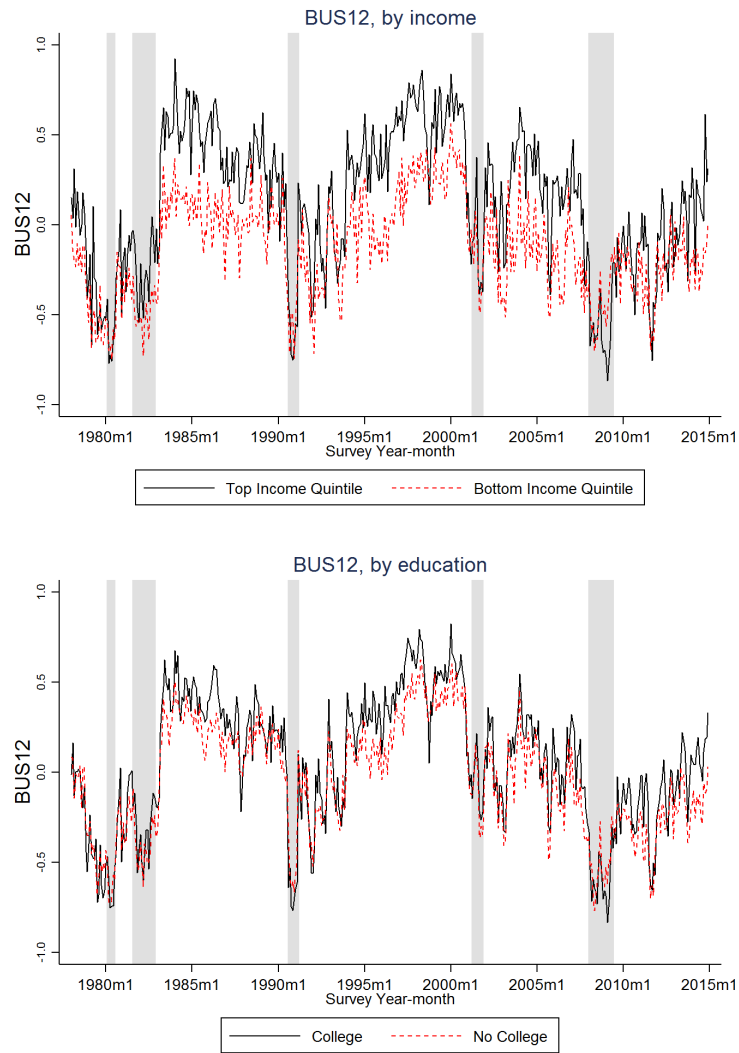 BUS12, by income
BUS12
1.0
0.5
0.0
-0.5
-1.0
1980m1 1985m1 1990m1 1995m1 2000m1 2005m1 2010m1 2015m1
Survey Year-month
Top Income Quintile Bottom Income Quintile
BUS12, by education
BUS12
1.0
0.5
0.0
-0.5
-1.0
1980m1 1985m1 1990m1 1995m1 2000m1 2005m1 2010m1 2015m1
Survey Year-month
College No College